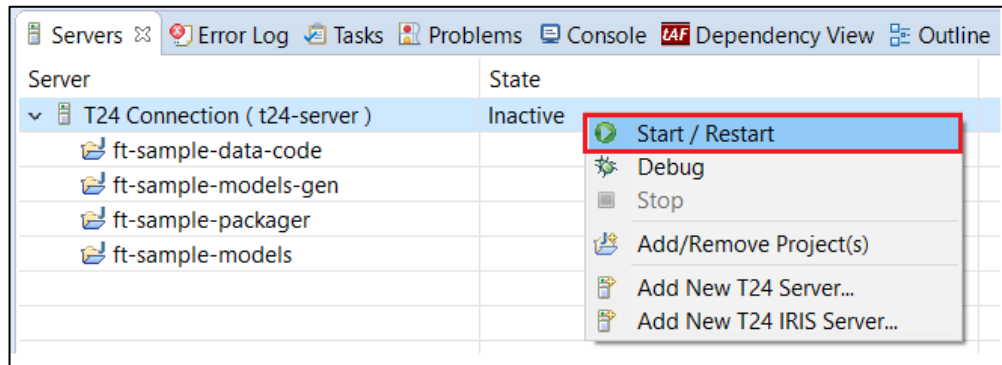 Servers Error Log Tasks Problems Console tAF Dependency View Outline
Server State
T24 Connection ( t24-server ) Inactive
ft-sample-data-code
ft-sample-models-gen
ft-sample-packager
ft-sample-models
Start / Restart
Debug
Stop
Add/Remove Project(s)
Add New T24 Server...
Add New T24 IRIS Server...